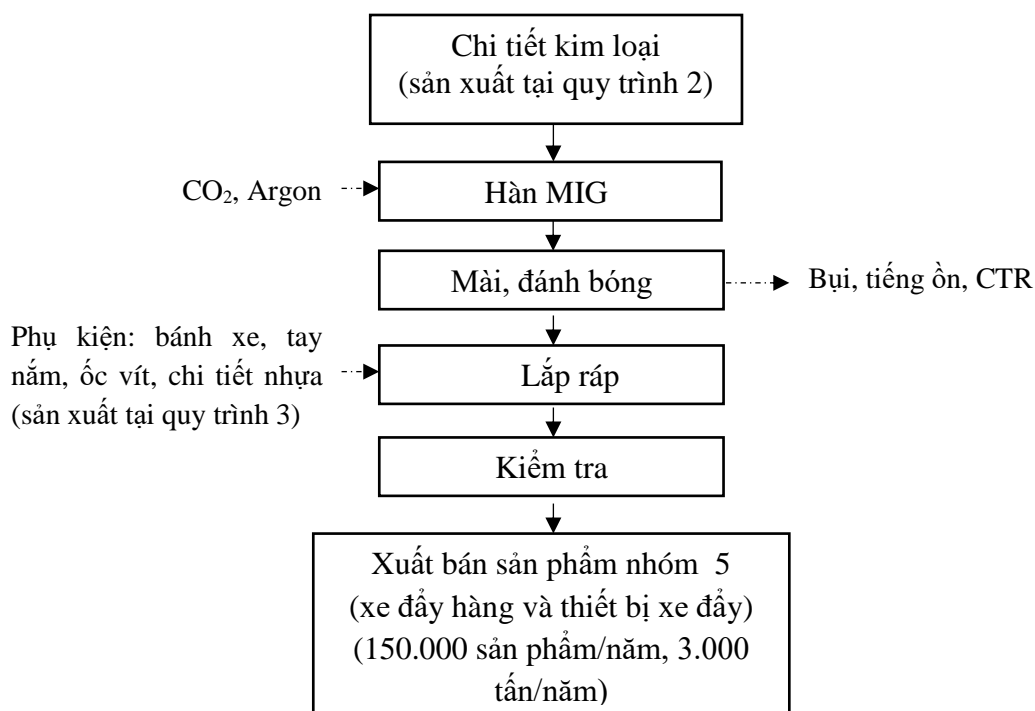 Chi tiết kim loại
(sản xuất tại quy trình 2)
CO₂, Argon
Hàn MIG
Mài, đánh bóng
Bụi, tiếng ồn, CTR
Phụ kiện: bánh xe, tay
nắm, ốc vít, chi tiết nhựa
(sản xuất tại quy trình 3)
Lắp ráp
Kiểm tra
Xuất bán sản phẩm nhóm 5
(xe đẩy hàng và thiết bị xe đẩy)
(150.000 sản phẩm/năm, 3.000
tấn/năm)